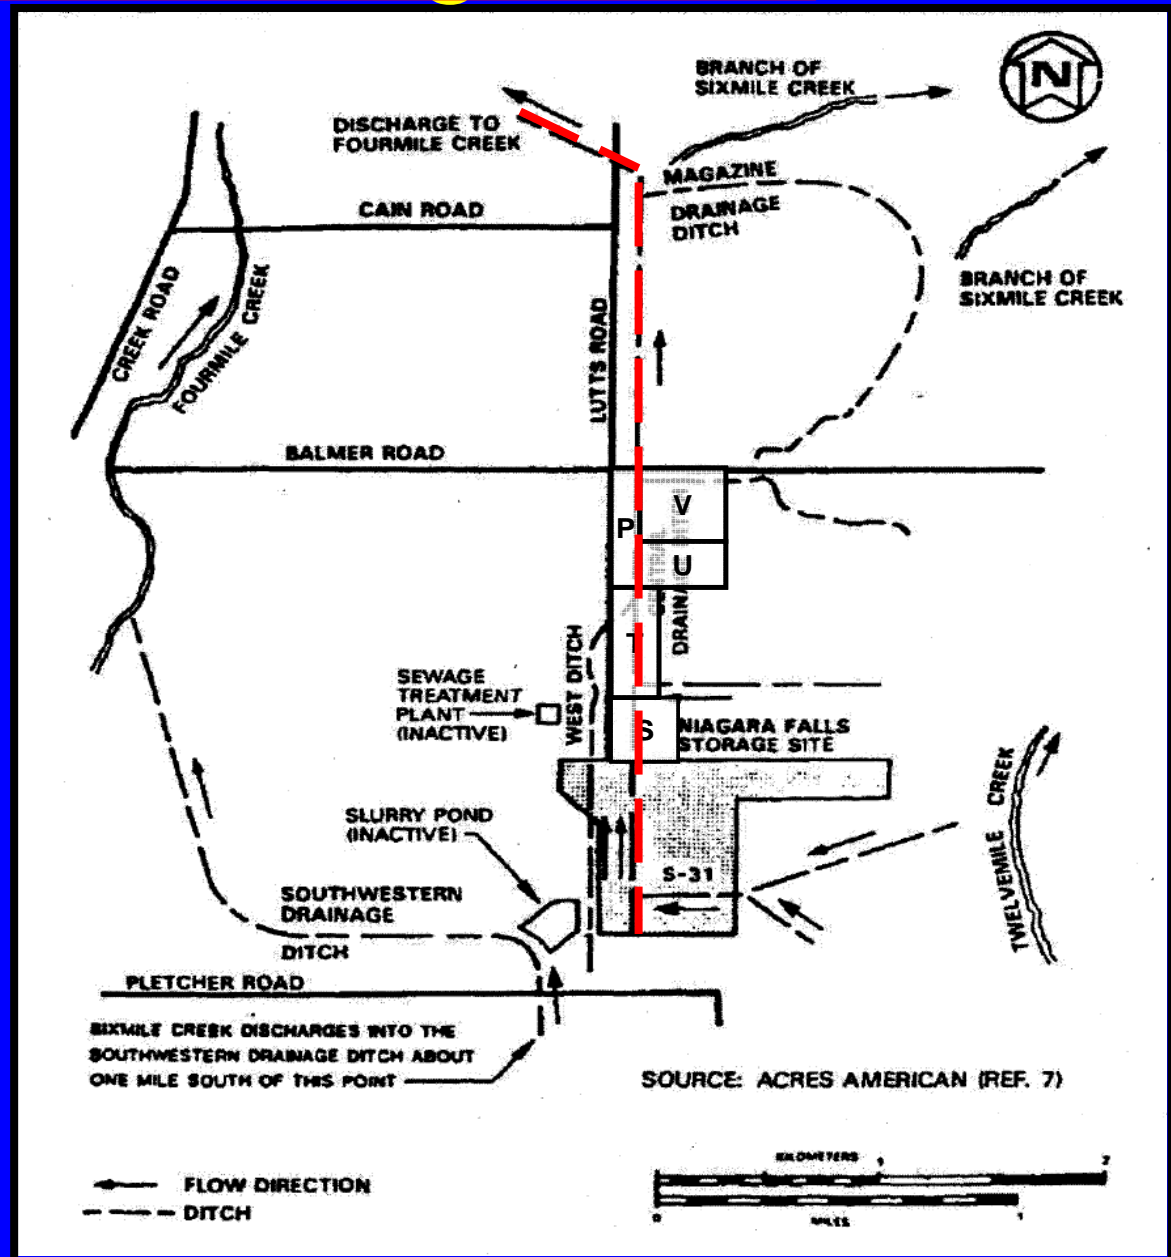 BRANCH OF
SIXMILE CREEK
N
DISCHARGE TO
FOURMILE CREEK
MAGAZINE
DRAINAGE
DITCH
CAIN ROAD
CREEK ROAD
FOURMILE CREEK
BRANCH OF
SIXMILE CREEK
LUTTS ROAD
BALMER ROAD
V
P
U
DRAINA
T
WEST DITCH
SEWAGE
TREATMENT
PLANT
(INACTIVE)
S
NIAGARA FALLS
STORAGE SITE
TWELVEMILE CREEK
SLURRY POND
(INACTIVE)
S-31
SOUTHWESTERN
DRAINAGE
DITCH
PLETCHER ROAD
SIXMILE CREEK DISCHARGES INTO THE
SOUTHWESTERN DRAINAGE DITCH ABOUT
ONE MILE SOUTH OF THIS POINT
SOURCE: ACRES AMERICAN (REF. 7)
KILOMETERS
1
2
FLOW DIRECTION
DITCH
0
MILES
1